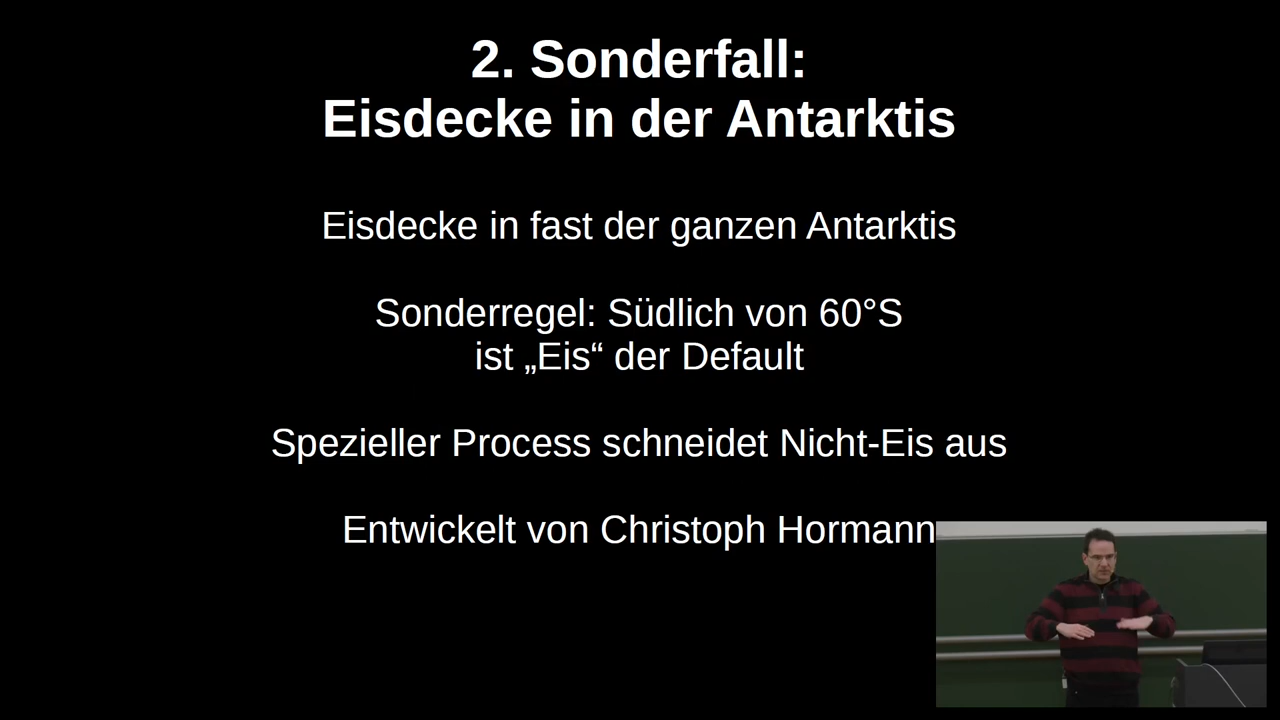 2. Sonderfall:
Eisdecke in der Antarktis
Eisdecke in fast der ganzen Antarktis
Sonderregel: Südlich von 60°S
ist „Eis“ der Default
Spezieller Process schneidet Nicht-Eis aus
Entwickelt von Christoph Hormann